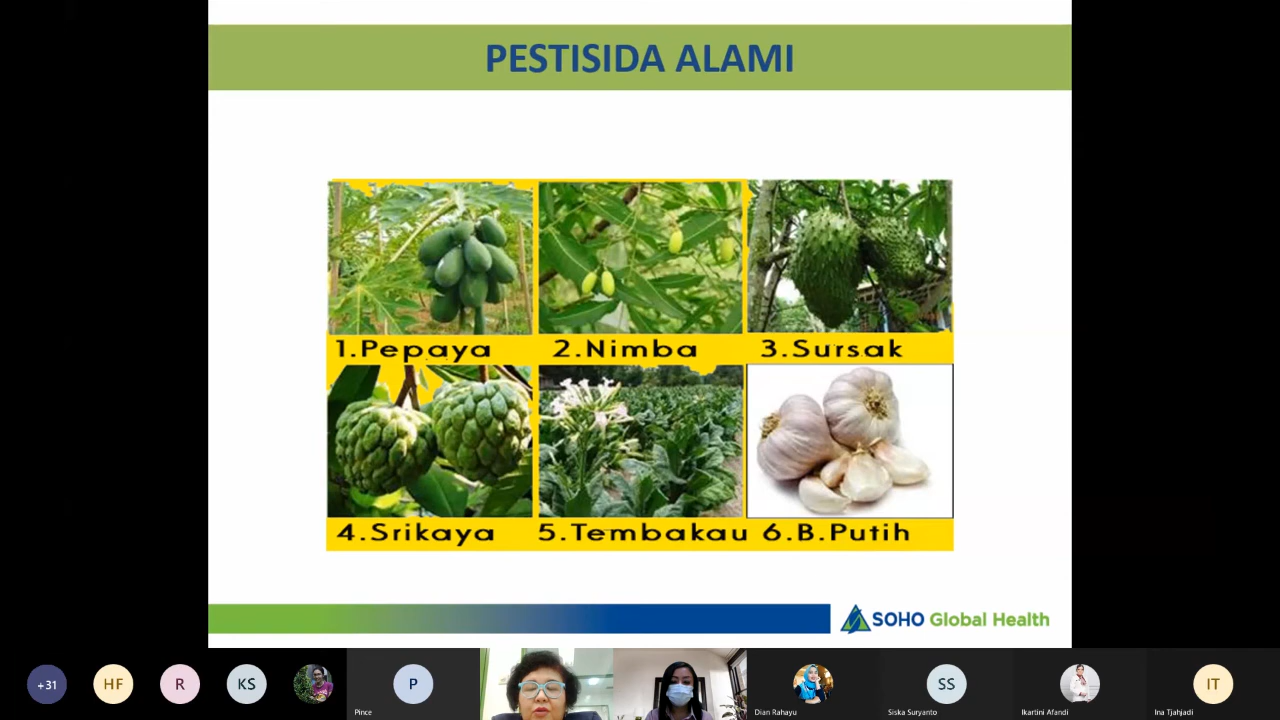 PESTISIDA ALAMI
1.Pepaya 2.Nimba 3.Sursak
4.Srikaya 5.Tembakau 6.B.Putih
SOHO Global Health
+31 HF R KS P SS IT
Pince Dian Rahayu Siska Suryanto Ikartini Afandi Ina Tjahjadi